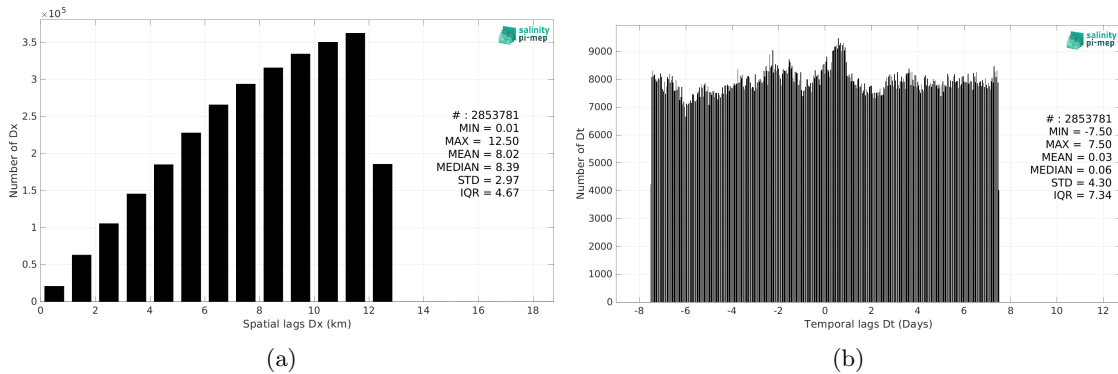 ×10⁵
3.5
3
2.5
2
1.5
1
0.5
0
Number of Dx
salinity
pi-mep
# : 2853781
MIN = 0.01
MAX = 12.50
MEAN = 8.02
MEDIAN = 8.39
STD = 2.97
IQR = 4.67
0 2 4 6 8 10 12 14 16 18
Spatial lags Dx (km)
(a)
9000
8000
7000
6000
5000
4000
3000
2000
1000
0
Number of Dt
salinity
pi-mep
# : 2853781
MIN = -7.50
MAX = 7.50
MEAN = 0.03
MEDIAN = 0.06
STD = 4.30
IQR = 7.34
-8 -6 -4 -2 0 2 4 6 8 10 12
Temporal lags Dt (Days)
(b)